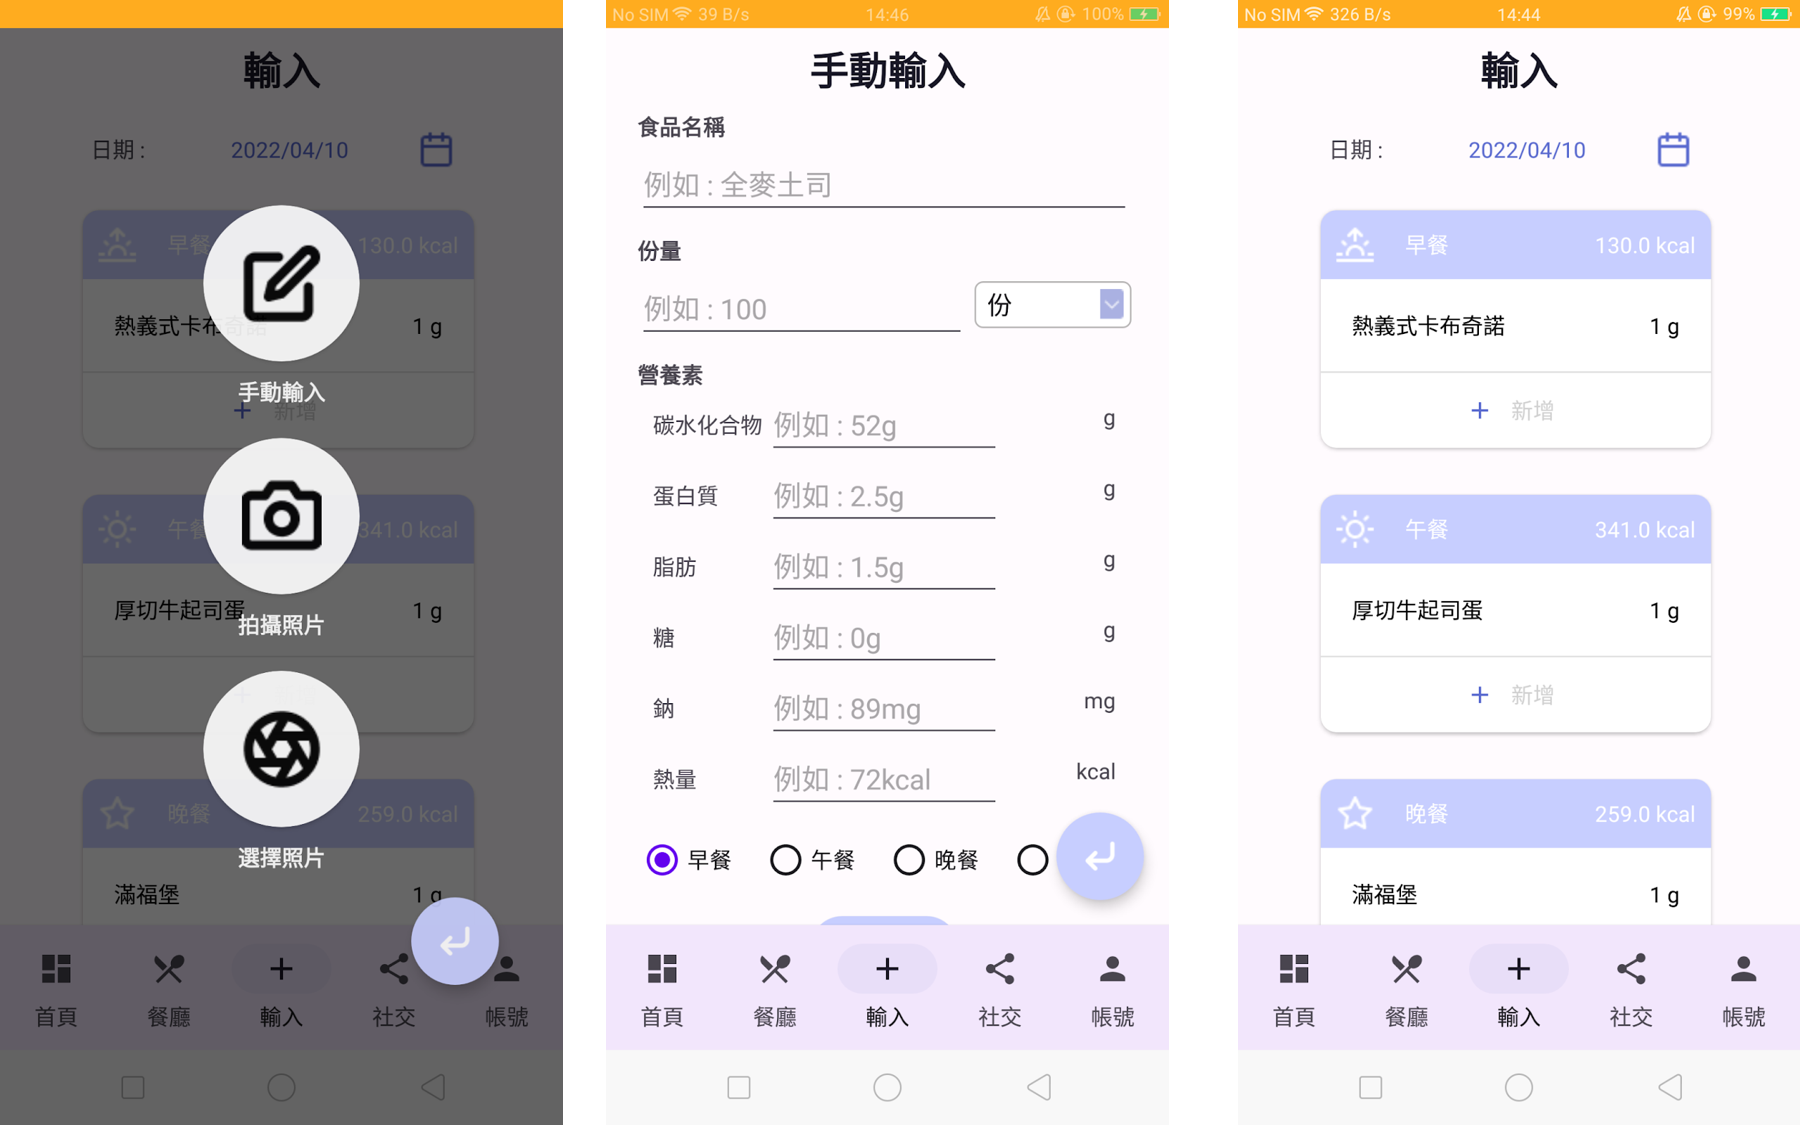 輸入
日期 :
2022/04/10
早餐
130.0 kcal
熱義式卡布奇諾
1 g
手動輸入
+ 新增
午餐
341.0 kcal
厚切牛起司蛋
1 g
拍攝照片
晚餐
259.0 kcal
選擇照片
滿福堡
1 g
首頁
餐廳
輸入
社交
帳號
No SIM 39 B/s 14:46 100%
手動輸入
食品名稱
例如 : 全麥土司
份量
例如 : 100
份
營養素
碳水化合物 例如 : 52g g
蛋白質 例如 : 2.5g g
脂肪 例如 : 1.5g g
糖 例如 : 0g g
鈉 例如 : 89mg mg
熱量 例如 : 72kcal kcal
早餐 午餐 晚餐
首頁 餐廳 輸入 社交 帳號
No SIM 326 B/s 14:44 99%
輸入
日期 : 2022/04/10
早餐 130.0 kcal
熱義式卡布奇諾 1 g
+ 新增
午餐 341.0 kcal
厚切牛起司蛋 1 g
+ 新增
晚餐 259.0 kcal
滿福堡 1 g
首頁 餐廳 輸入 社交 帳號